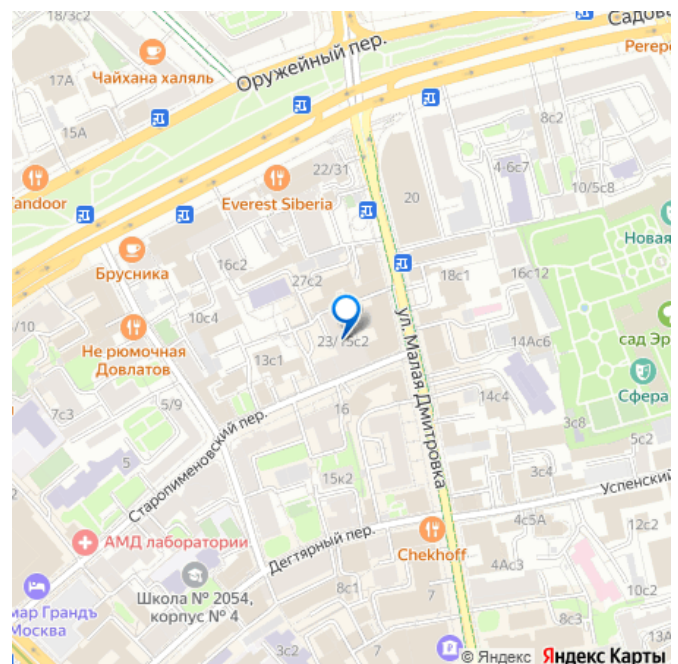 18/3с2
Садова
Чайхана халяль
Оружейный пер.
Рereре
17А
15А
8с2
4-6с7
22/31
10/5с8
20
Tandoor
Everest Siberia
Новая
Брусника
16с2
27с2
18с1
16с12
/10
10с4
Не рюмочная
Довлатов
23/15с2
ул. Малая Дмитровка
14Ас6
сад Эр
13с1
Сфера
5/9
7с3
16
14с4
3с8
5с2
Старопименовский пер.
5
15к2
3с4
Успенский
4с5А
12с2
АМД лаборатории
Дегтярный пер.
Chekhoff
4Ас3
Школа № 2054,
корпус № 4
8с1
7
10с2
мар Грандъ
Москва
3с2
13А
© Яндекс Яндекс Карты